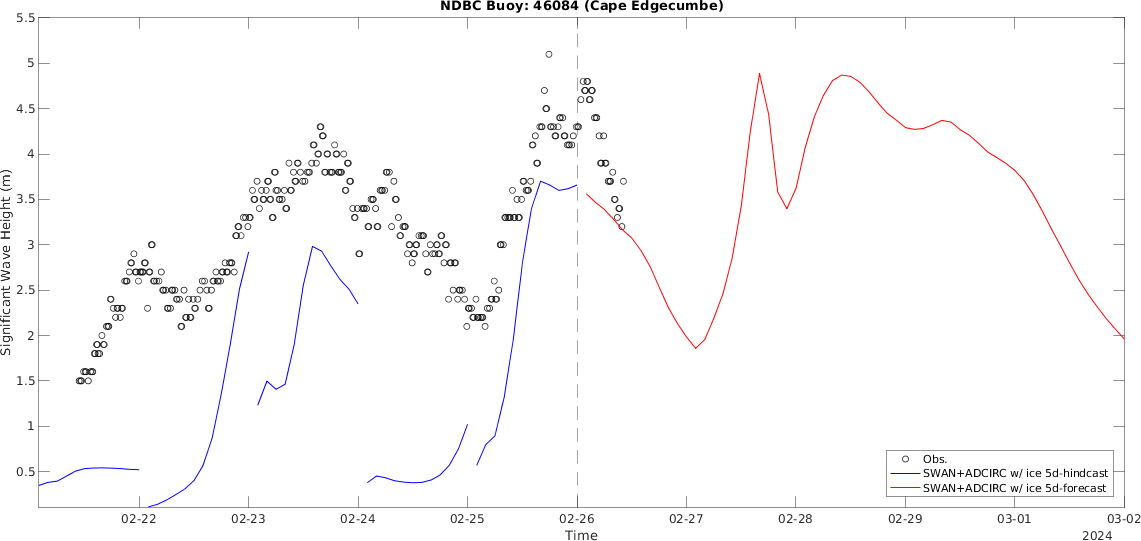 NDBC Buoy: 46084 (Cape Edgecumbe)
5.5
5
4.5
4
3.5
3
2.5
2
1.5
1
0.5
Significant Wave Height (m)
Obs.
SWAN+ADCIRC w/ ice 5d-hindcast
SWAN+ADCIRC w/ ice 5d-forecast
02-22 02-23 02-24 02-25 02-26 02-27 02-28 02-29 03-01 03-02
Time
2024